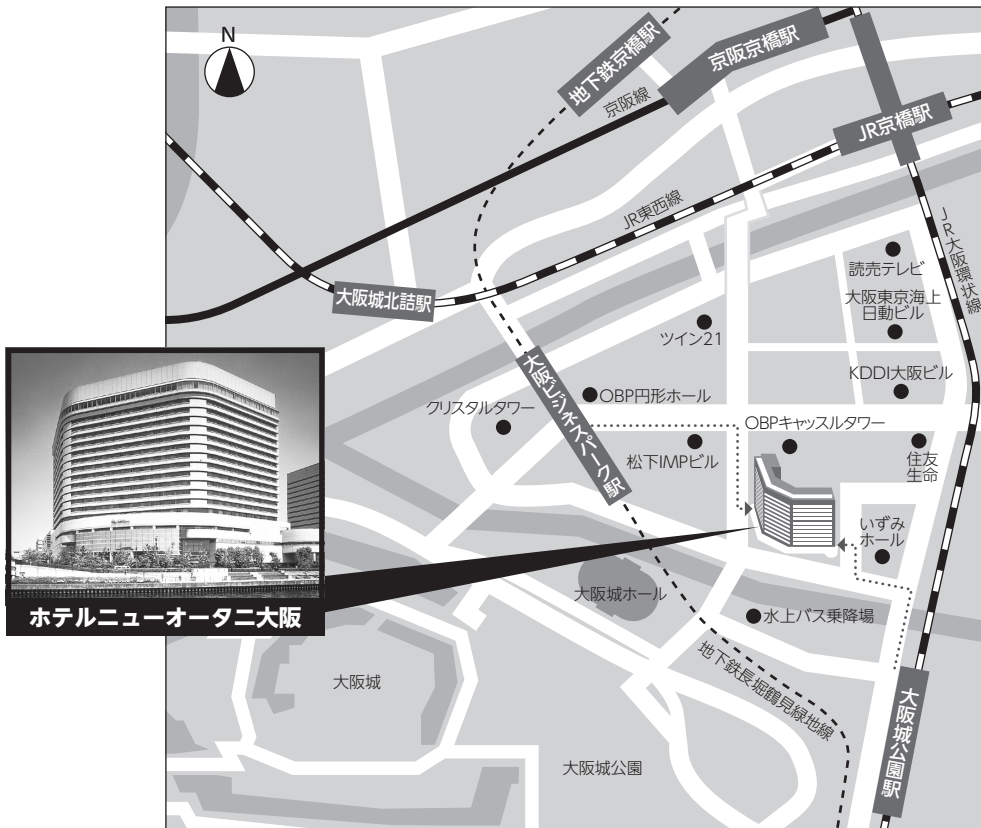 N
地下鉄京橋駅
京阪京橋駅
京阪線
JR京橋駅
JR東西線
JR大阪環状線
大阪城北詰駅
読売テレビ
大阪東京海上
日動ビル
ツイン21
KDDI大阪ビル
大阪ビジネスパーク駅
OBP円形ホール
クリスタルタワー
OBPキャッスルタワー
松下IMPビル
住友
生命
いずみ
ホール
大阪城ホール
水上バス乗降場
ホテルニューオータニ大阪
大阪城
地下鉄長堀鶴見緑地線
大阪城公園駅
大阪城公園